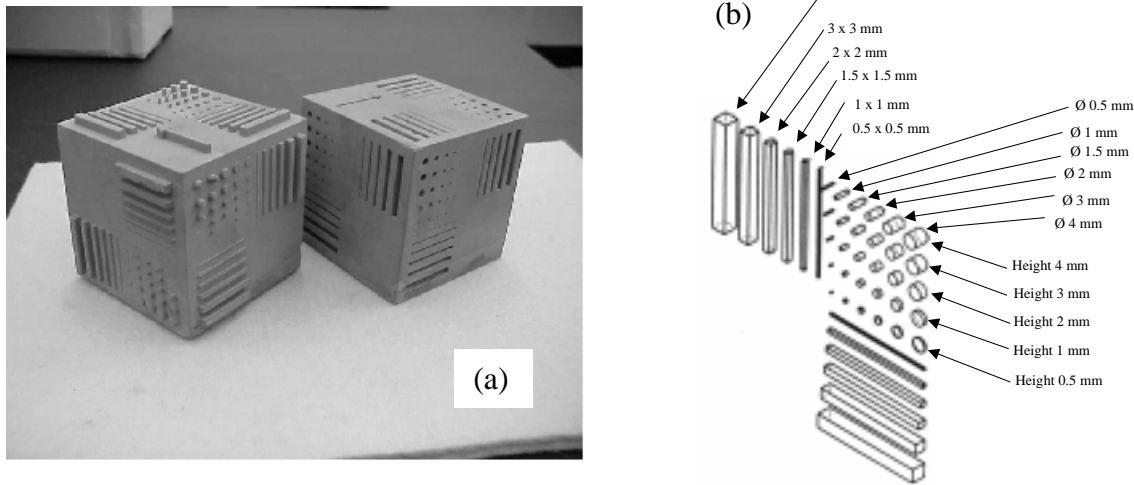 (b)
3 x 3 mm
2 x 2 mm
1.5 x 1.5 mm
1 x 1 mm
0.5 x 0.5 mm
Ø 0.5 mm
Ø 1 mm
Ø 1.5 mm
Ø 2 mm
Ø 3 mm
Ø 4 mm
Height 4 mm
Height 3 mm
Height 2 mm
Height 1 mm
Height 0.5 mm
(a)